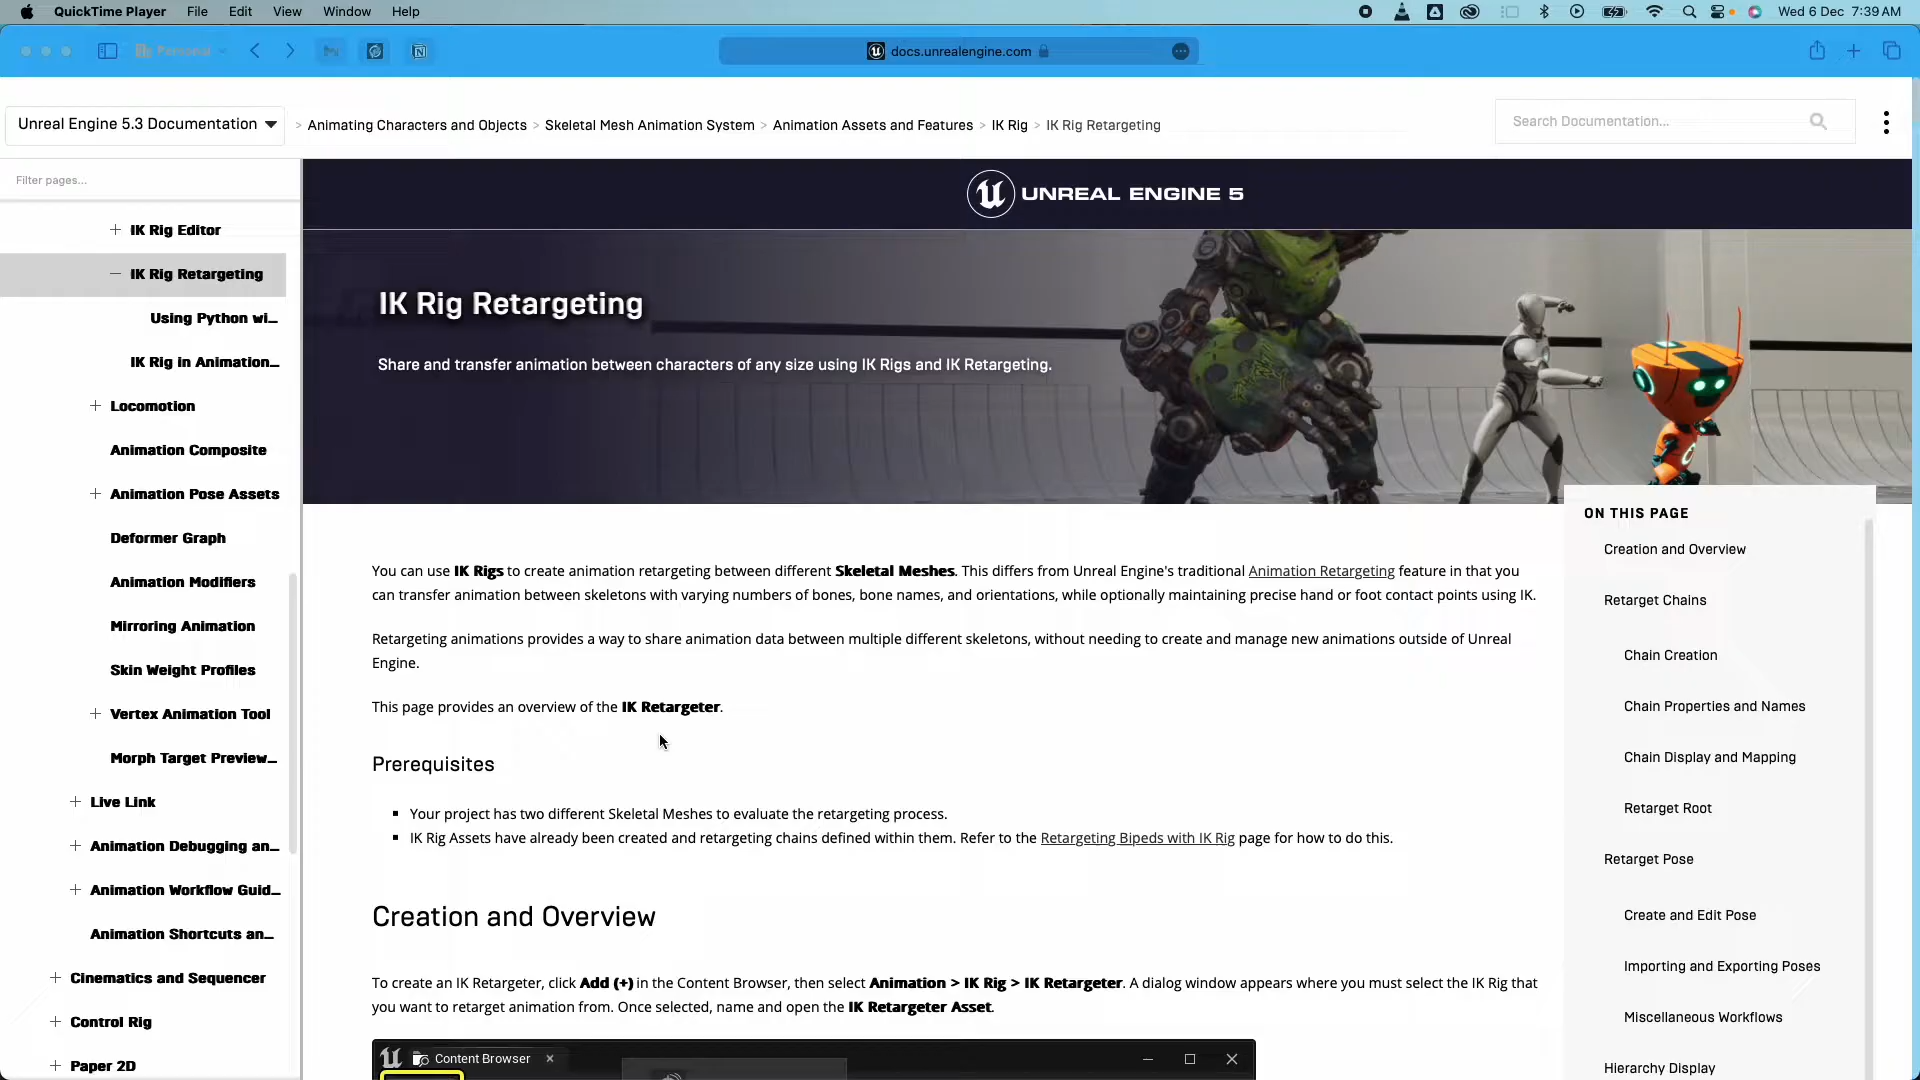 QuickTime Player File Edit View Window Help
Wed 6 Dec 7:39 AM
Personal
docs.unrealengine.com
Unreal Engine 5.3 Documentation
> Animating Characters and Objects > Skeletal Mesh Animation System > Animation Assets and Features > IK Rig > IK Rig Retargeting
Search Documentation...
Filter pages...
IK Rig Editor
IK Rig Retargeting
Using Python wi...
IK Rig in Animation...
Locomotion
Animation Composite
Animation Pose Assets
Deformer Graph
Animation Modifiers
Mirroring Animation
Skin Weight Profiles
Vertex Animation Tool
Morph Target Preview...
Live Link
Animation Debugging an...
Animation Workflow Guid...
Animation Shortcuts an...
Cinematics and Sequencer
Control Rig
Paper 2D
UNREAL ENGINE 5
IK Rig Retargeting
Share and transfer animation between characters of any size using IK Rigs and IK Retargeting.
You can use IK Rigs to create animation retargeting between different Skeletal Meshes. This differs from Unreal Engine's traditional Animation Retargeting feature in that you
can transfer animation between skeletons with varying numbers of bones, bone names, and orientations, while optionally maintaining precise hand or foot contact points using IK.
Retargeting animations provides a way to share animation data between multiple different skeletons, without needing to create and manage new animations outside of Unreal
Engine.
This page provides an overview of the IK Retargeter.
Prerequisites
Your project has two different Skeletal Meshes to evaluate the retargeting process.
IK Rig Assets have already been created and retargeting chains defined within them. Refer to the Retargeting Bipeds with IK Rig page for how to do this.
Creation and Overview
To create an IK Retargeter, click Add (+) in the Content Browser, then select Animation > IK Rig > IK Retargeter. A dialog window appears where you must select the IK Rig that
you want to retarget animation from. Once selected, name and open the IK Retargeter Asset.
Content Browser
ON THIS PAGE
Creation and Overview
Retarget Chains
Chain Creation
Chain Properties and Names
Chain Display and Mapping
Retarget Root
Retarget Pose
Create and Edit Pose
Importing and Exporting Poses
Miscellaneous Workflows
Hierarchy Display